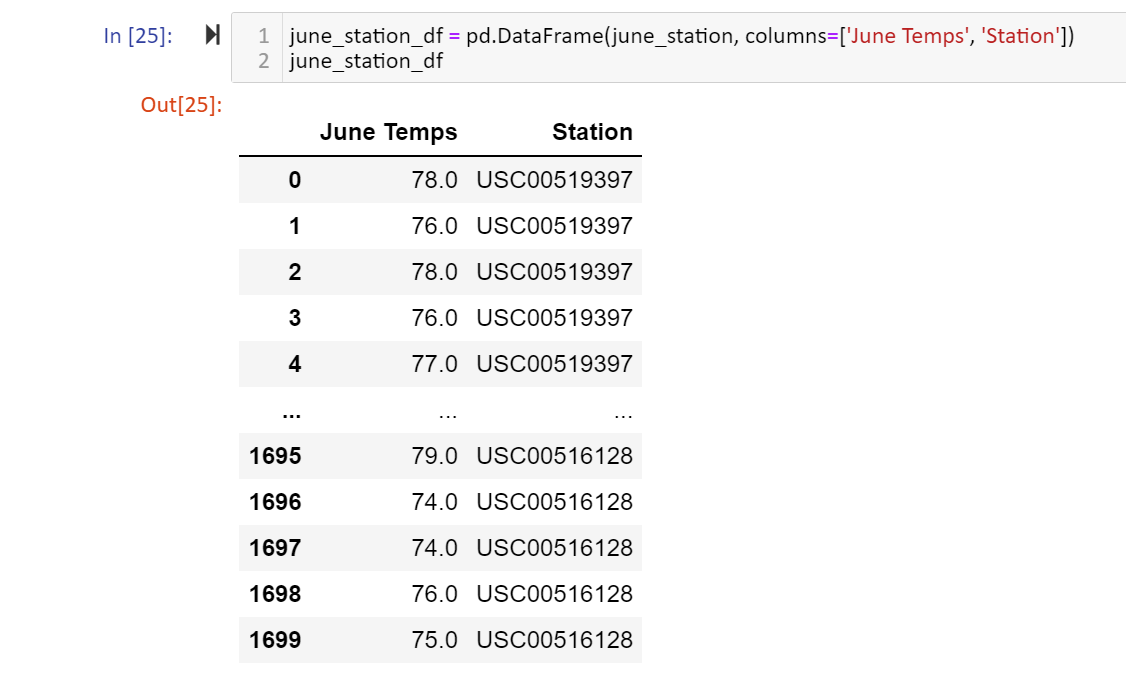 In [25]:
1 june_station_df = pd.DataFrame(june_station, columns=['June Temps', 'Station'])
2 june_station_df
Out[25]:
June Temps Station
0 78.0 USC00519397
1 76.0 USC00519397
2 78.0 USC00519397
3 76.0 USC00519397
4 77.0 USC00519397
... ... ...
1695 79.0 USC00516128
1696 74.0 USC00516128
1697 74.0 USC00516128
1698 76.0 USC00516128
1699 75.0 USC00516128